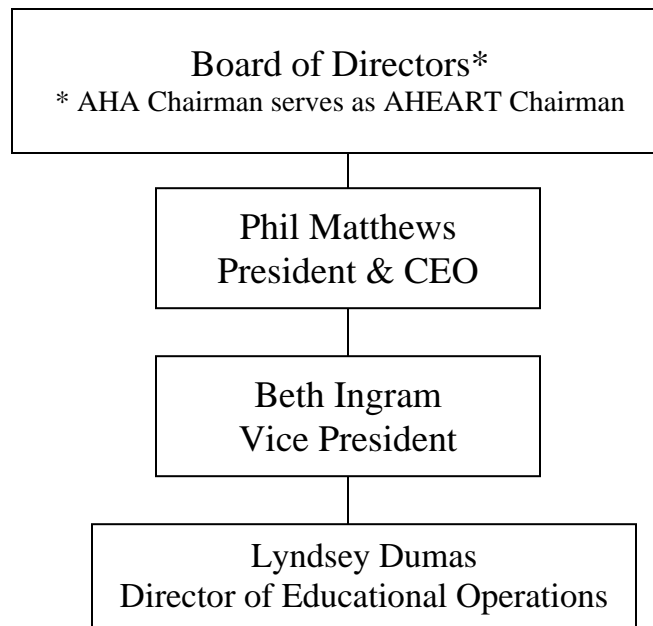 Board of Directors*
* AHA Chairman serves as AHEART Chairman
Phil Matthews
President & CEO
Beth Ingram
Vice President
Lyndsey Dumas
Director of Educational Operations